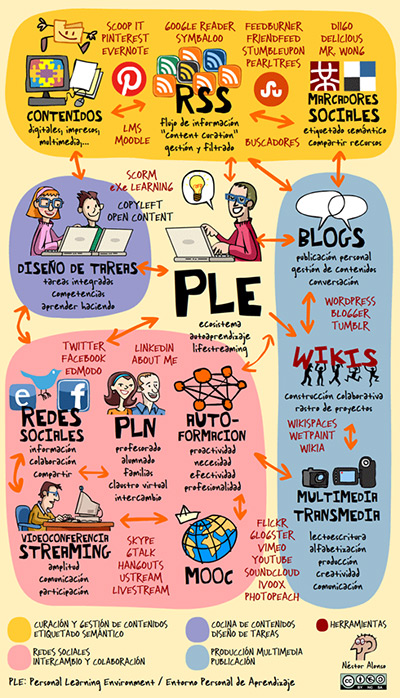 SCOOP IT
PINTEREST
EVERNOTE
GOOGLE READER
SYMBALOO
FEEDBURNER
FRIENDFEED
STUMBLEUPON
PEARLTREES
DIIGO
DELICIOUS
MR. WONG
CONTENIDOS
digitales, impresos,
multimedia,...
LMS
MOODLE
RSS
flujo de información
"Content curation"
gestión y filtrado
BUSCADORES
MARCADORES
SOCIALES
etiquetado semántico
compartir recursos
SCORM
eXe LEARNING
COPYLEFT
OPEN CONTENT
DISEÑO DE TAREAS
tareas integradas
competencias
aprender haciendo
PLE
ecosistema
autoaprendizaje
lifestreaming
BLOGS
publicación personal
gestión de contenidos
conversación
WORDPRESS
BLOGGER
TUMBLR
WIKIS
construcción colaborativa
rastro de proyectos
WIKISPACES
WETPAINT
WIKIA
TWITTER
FACEBOOK
EDMODO
LINKEDIN
ABOUT ME
e
f
REDES
SOCIALES
información
colaboración
compartir
PLN
profesorado
alumnado
familias
claustro virtual
intercambio
AUTO-
FORMACION
proactividad
necesidad
efectividad
profesionalidad
MULTIMEDIA
TRANSMEDIA
lectoescritura
alfabetización
producción
creatividad
comunicación
VIDEOCONFERENCIA
STREAMING
amplitud
comunicación
participación
SKYPE
GTALK
HANGOUTS
USTREAM
LIVESTREAM
MOOC
FLICKR
GLOGSTER
VIMEO
YOUTUBE
SOUNDCLOUD
IVOOX
PHOTOPEACH
CURACIÓN Y GESTIÓN DE CONTENIDOS
ETIQUETADO SEMÁNTICO
COCINA DE CONTENIDOS
DISEÑO DE TAREAS
HERRAMIENTAS
REDES SOCIALES
INTERCAMBIO Y COLABORACIÓN
PRODUCCIÓN MULTIMEDIA
PUBLICACIÓN
Néstor Alonso
CC
BY NC SA
PLE: Personal Learning Environment / Entorno Personal de Aprendizaje